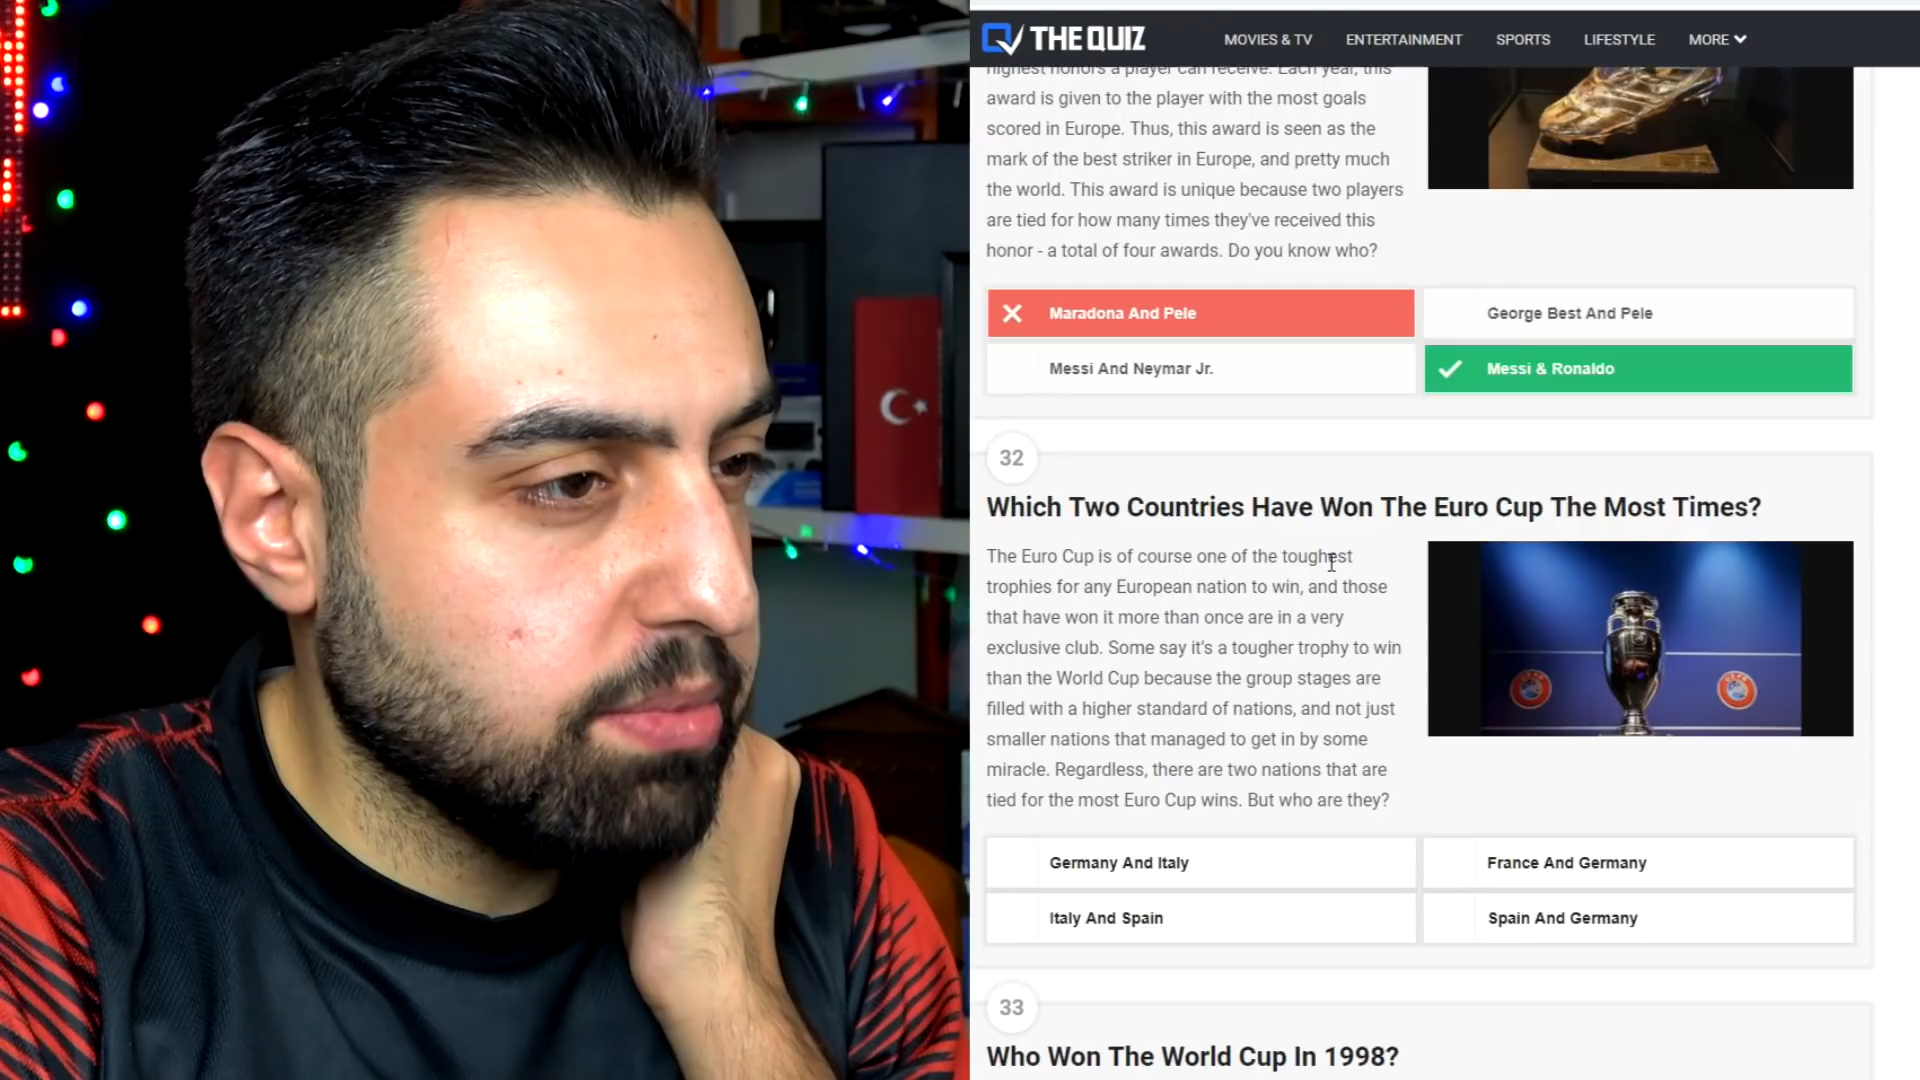 THE QUIZ
MOVIES & TV
ENTERTAINMENT
SPORTS
LIFESTYLE
MORE
highest honors a player can receive. Each year, this
award is given to the player with the most goals
scored in Europe. Thus, this award is seen as the
mark of the best striker in Europe, and pretty much
the world. This award is unique because two players
are tied for how many times they've received this
honor - a total of four awards. Do you know who?
Maradona And Pele
George Best And Pele
Messi And Neymar Jr.
Messi & Ronaldo
32
Which Two Countries Have Won The Euro Cup The Most Times?
The Euro Cup is of course one of the toughest
trophies for any European nation to win, and those
that have won it more than once are in a very
exclusive club. Some say it's a tougher trophy to win
than the World Cup because the group stages are
filled with a higher standard of nations, and not just
smaller nations that managed to get in by some
miracle. Regardless, there are two nations that are
tied for the most Euro Cup wins. But who are they?
UEFA
UEFA
Germany And Italy
France And Germany
Italy And Spain
Spain And Germany
33
Who Won The World Cup In 1998?